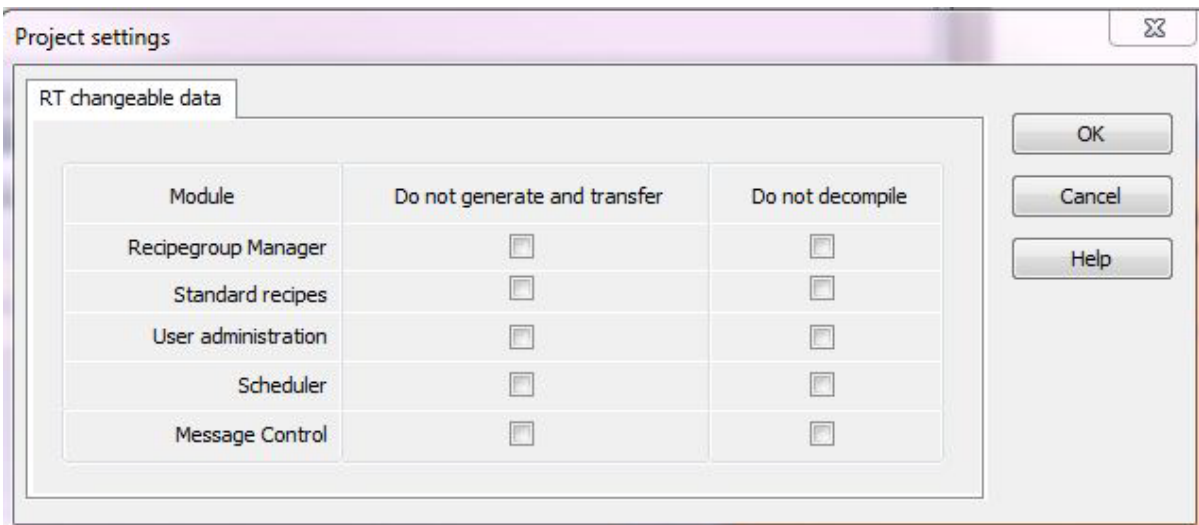 Project settings
RT changeable data
OK
Module Do not generate and transfer Do not decompile
Cancel
Recipegroup Manager
Help
Standard recipes
User administration
Scheduler
Message Control